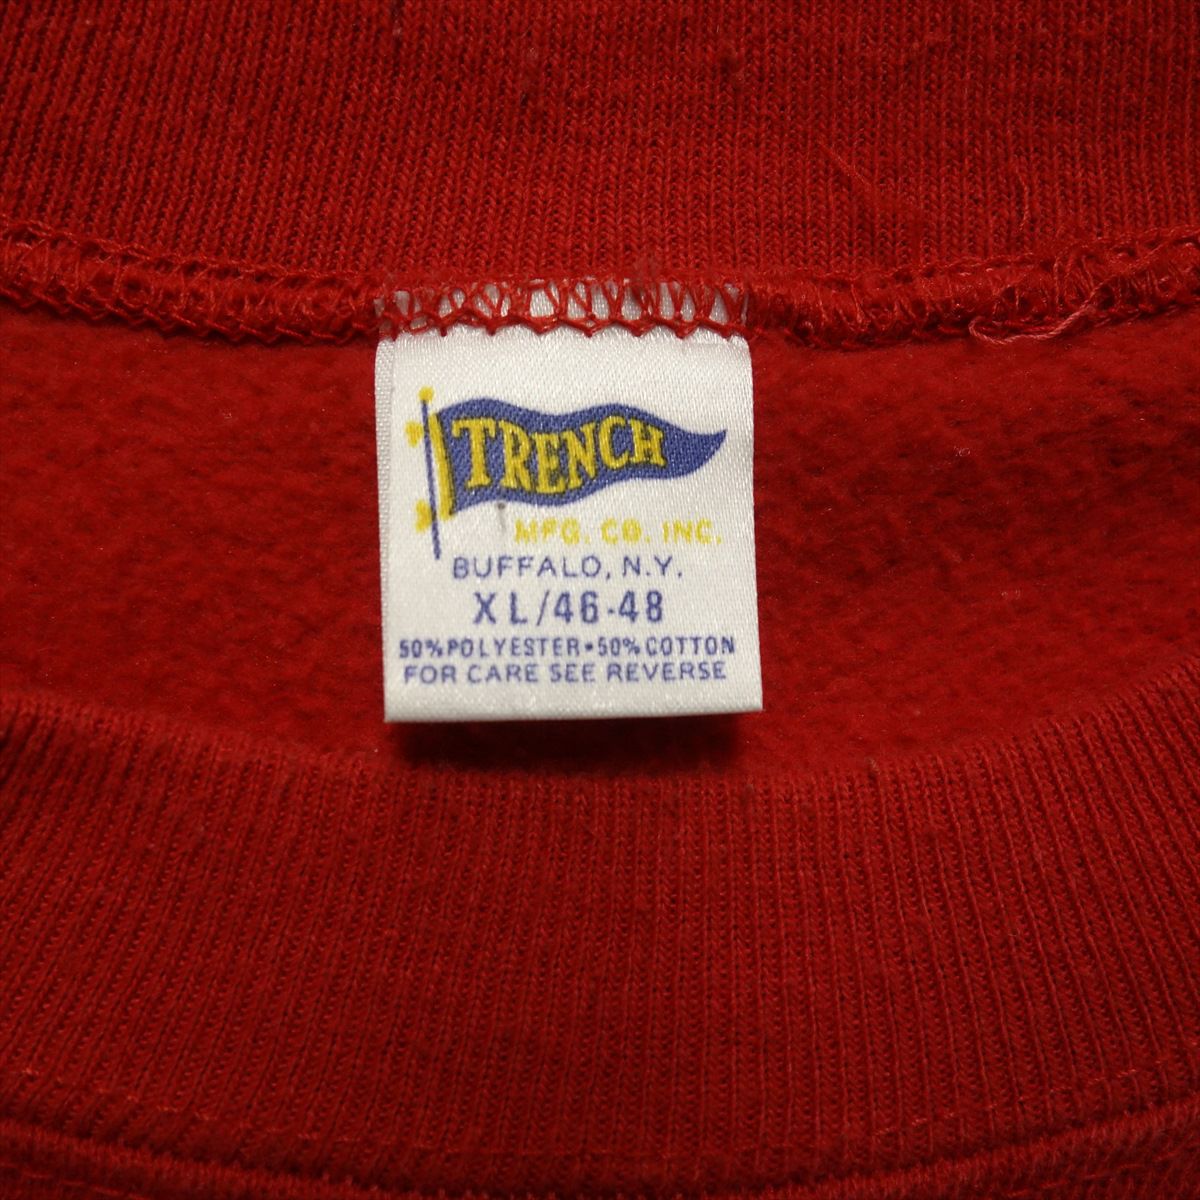 TRENCH
MFG. CO. INC.
BUFFALO, N.Y.
XL/46-48
50% POLYESTER • 50% COTTON
FOR CARE SEE REVERSE